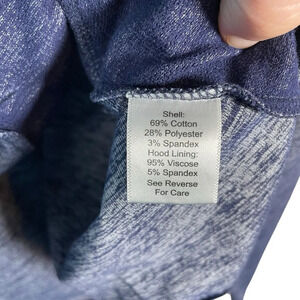 Shell:
69% Cotton
28% Polyester
3% Spandex
Hood Lining:
95% Viscose
5% Spandex
See Reverse
For Care